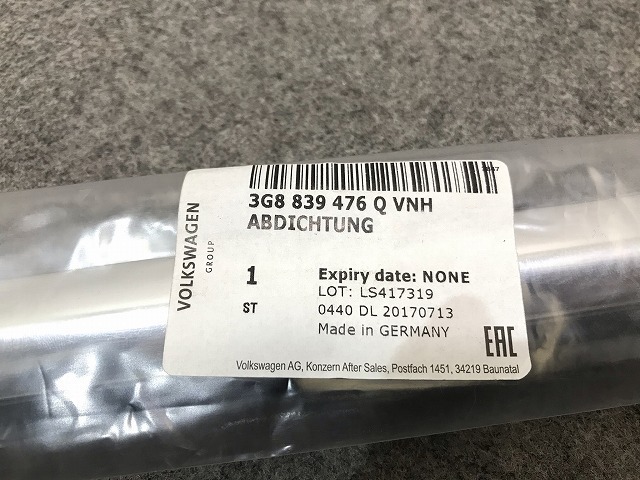 3G8 839 476 Q VNH
ABDICHTUNG
VOLKSWAGEN
GROUP
1
ST
Expiry date: NONE
LOT: LS417319
0440 DL 20170713
Made in GERMANY
EAC
Volkswagen AG, Konzern After Sales, Postfach 1451, 34219 Baunatal